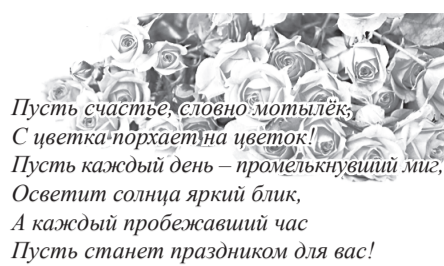 Пусть счастье, словно мотылёк,
С цветка порхает на цветок!
Пусть каждый день – промелькнувший миг,
Осветит солнца яркий блик,
А каждый пробежавший час
Пусть станет праздником для вас!